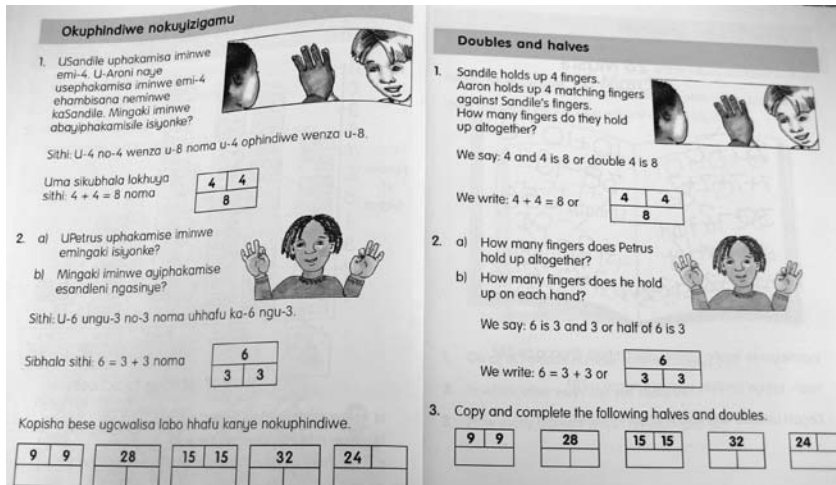 Okuphindiwe nokuyizigamu
1. USandile uphakamisa iminwe
emi-4. U-Aroni naye
usephakamisa iminwe emi-4
ehambisana neminwe
kaSandile. Mingaki iminwe
abayiphakamisile isiyonke?
Sithi: U-4 no-4 wenza u-8 noma u-4 ophindiwe wenza u-8.
Uma sikubhala lokhuya
sithi: 4 + 4 = 8 noma
4 4
8
2. a) UPetrus uphakamise iminwe
emingaki isiyonke?
b) Mingaki iminwe ayiphakamise
esandleni ngasinye?
Sithi: U-6 ungu-3 no-3 noma uhhafu ka-6 ngu-3.
Sibhala sithi: 6 = 3 + 3 noma
6
3 3
Kopisha bese ugcwalisa labo hhafu kanye nokuphindiwe.
9 9 28 15 15 32 24
Doubles and halves
1. Sandile holds up 4 fingers.
Aaron holds up 4 matching fingers
against Sandile's fingers.
How many fingers do they hold
up altogether?
We say: 4 and 4 is 8 or double 4 is 8
We write: 4 + 4 = 8 or
4 4
8
2. a) How many fingers does Petrus
hold up altogether?
b) How many fingers does he hold
up on each hand?
We say: 6 is 3 and 3 or half of 6 is 3
We write: 6 = 3 + 3 or
6
3 3
3. Copy and complete the following halves and doubles.
9 9 28 15 15 32 24